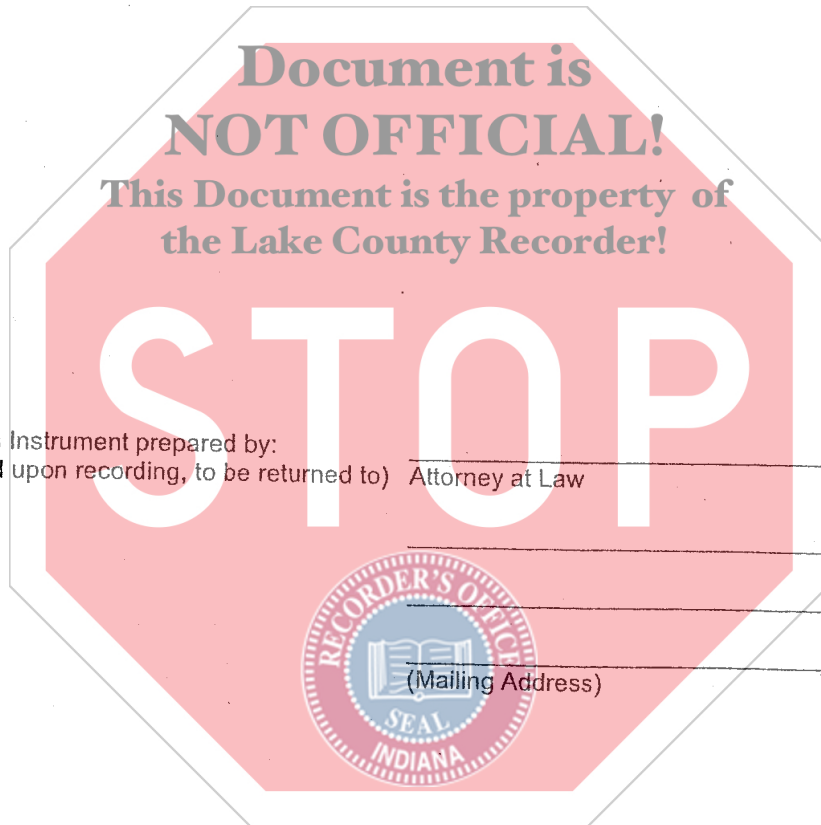 Document is
NOT OFFICIAL!
This Document is the property of
the Lake County Recorder!
STOP
Instrument prepared by:
upon recording, to be returned to) Attorney at Law
(Mailing Address)
RECORDER'S OFFICE
SEAL
INDIANA